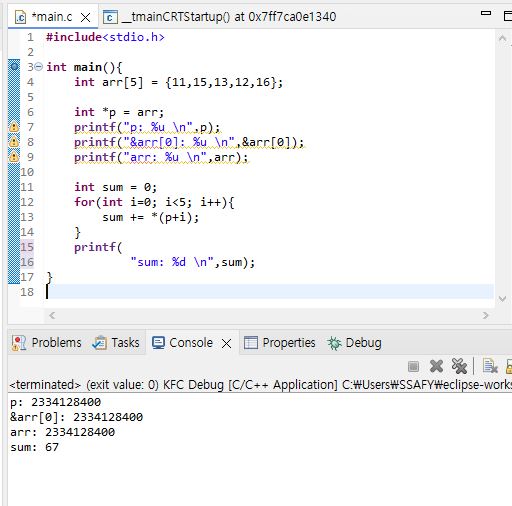 *main.c
__tmainCRTStartup() at 0x7ff7ca0e1340
1 #include<stdio.h>
2
3 int main(){
4     int arr[5] = {11,15,13,12,16};
5
6     int *p = arr;
7     printf("p: %u \n",p);
8     printf("&arr[0]: %u \n",&arr[0]);
9     printf("arr: %u \n",arr);
10
11     int sum = 0;
12     for(int i=0; i<5; i++){
13         sum += *(p+i);
14     }
15     printf(
16             "sum: %d \n",sum);
17 }
18
Problems Tasks Console Properties Debug
<terminated> (exit value: 0) KFC Debug [C/C++ Application] C:₩Users₩SSAFY₩eclipse-works
p: 2334128400
&arr[0]: 2334128400
arr: 2334128400
sum: 67